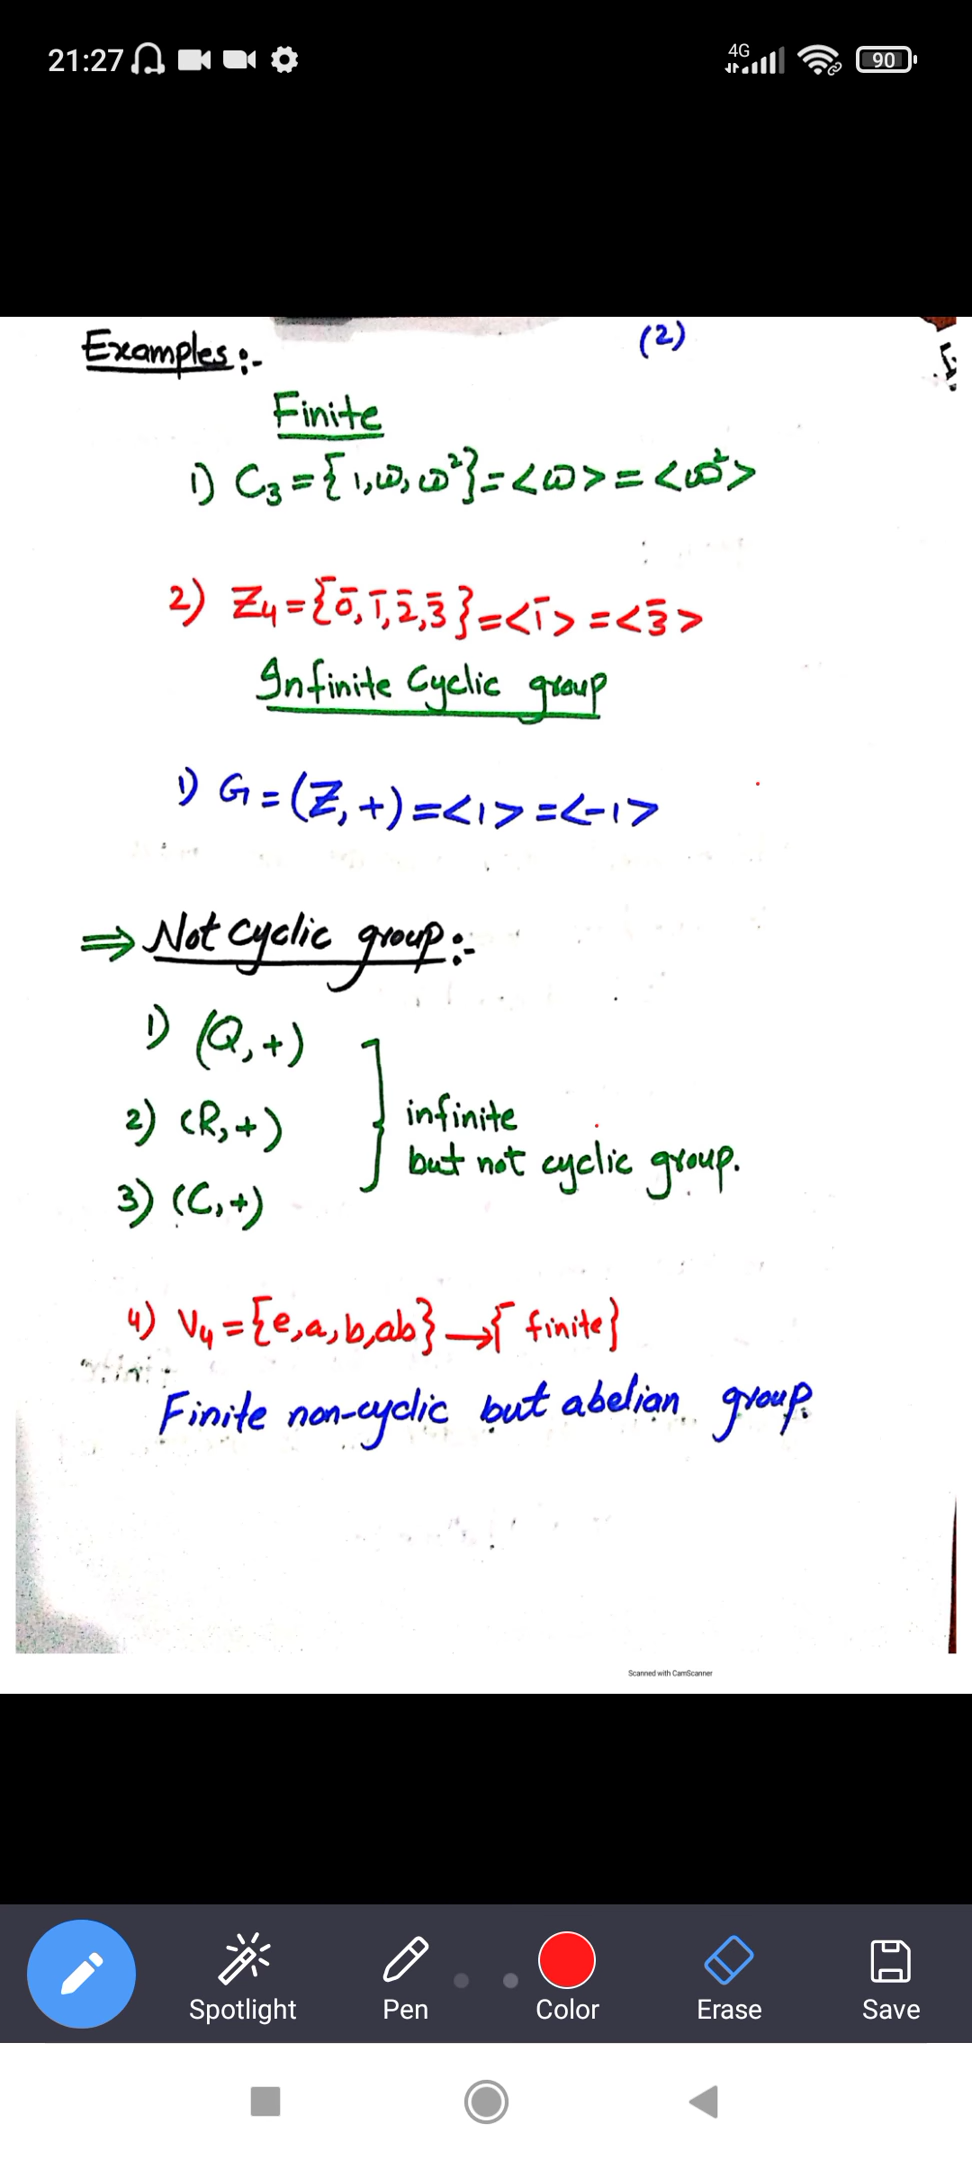 21:27 4G 90
Examples:- (2)
Finite
1) C₃ = {1, ω, ω²} = <ω> = <ω²>
2) Z₄ = {0̄, 1̄, 2̄, 3̄} = <1̄> = <3̄>
Infinite Cyclic group
1) G = (Z, +) = <1> = <-1>
⇒ Not cyclic group:-
1) (Q, +)
2) (R, +)
3) (C, +)
infinite
but not cyclic group.
4) V₄ = {e, a, b, ab} → { finite}
Finite non-cyclic but abelian group.
Scanned with CamScanner
Spotlight Pen Color Erase Save